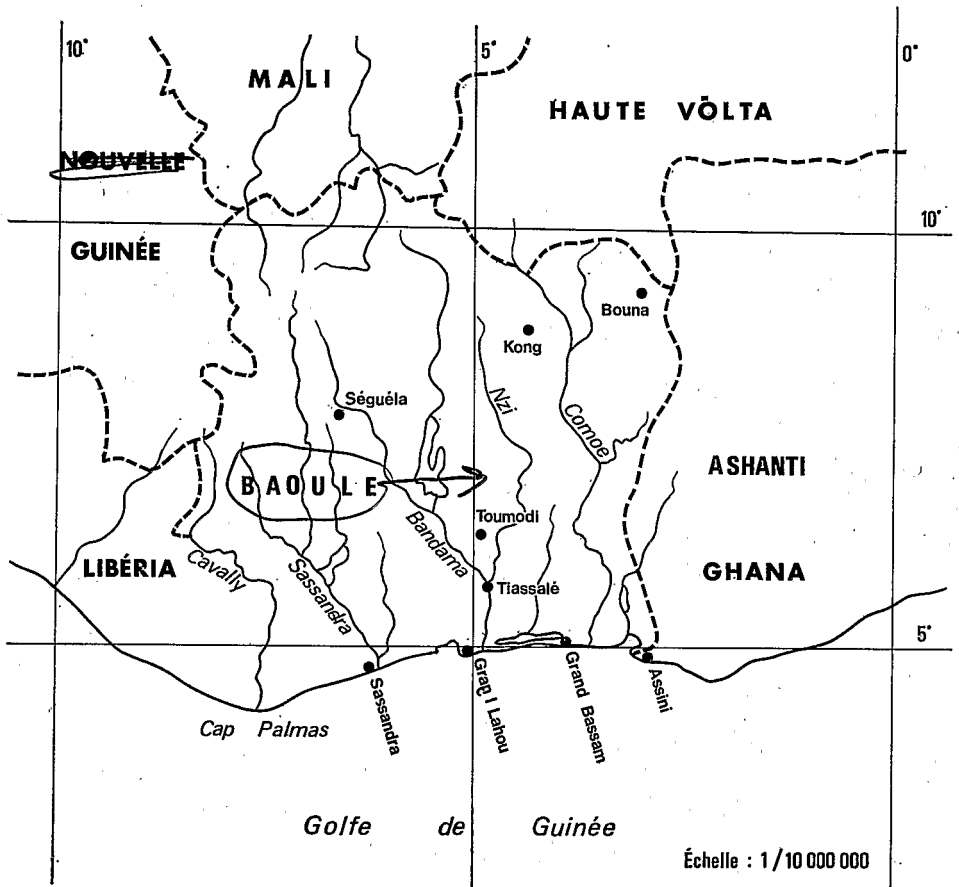 10°
5°
0°
MALI
HAUTE VÖLTA
NOUVELLE
10°
GUINÉE
Bouna
Kong
Séguéla
Nzi
Comoe
ASHANTI
BAOULE
Toumodi
Bandama
LIBÉRIA
Cavally
Sassandra
Tiassalé
GHANA
5°
Sassandra
Gran I Lahou
Grand Bassam
Assini
Cap Palmas
Golfe de Guinée
Échelle : 1/10 000 000